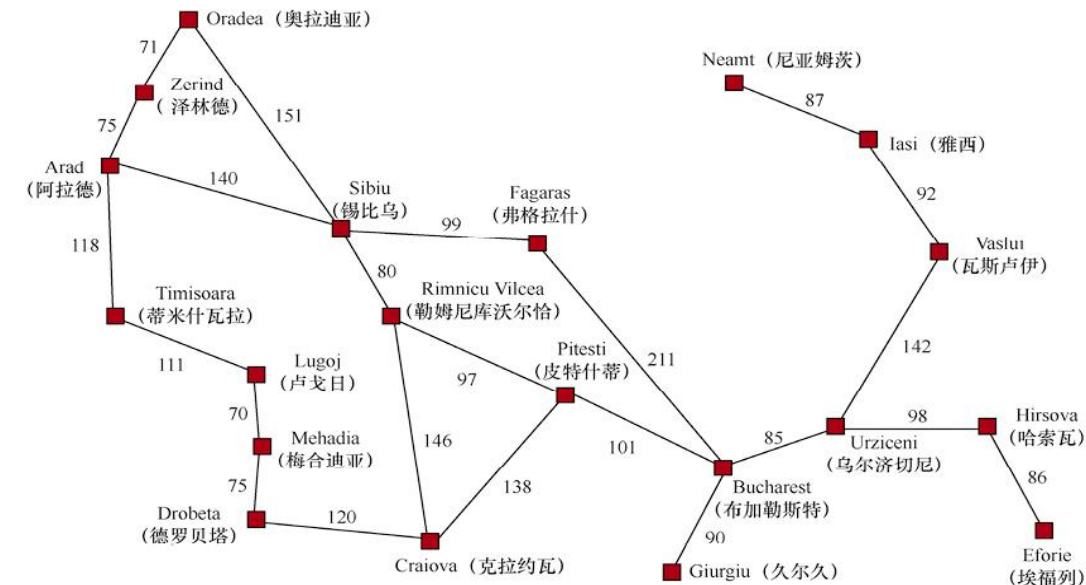 Oradea（奥拉迪亚）
71
Neamt（尼亚姆茨）
Zerind
（泽林德）
87
151
75
Iasi（雅西）
Arad
（阿拉德）
140
Sibiu
（锡比乌）
Fagaras
（弗格拉什）
92
99
118
Vaslui
（瓦斯卢伊）
80
Timisoara
（蒂米什瓦拉）
Rimnicu Vilcea
（勒姆尼库沃尔恰）
Pitesti
（皮特什蒂）
142
111
Lugoj
（卢戈日）
211
97
70
98
Hirsova
（哈索瓦）
Mehadia
（梅合迪亚）
146
101
85
Urziceni
（乌尔济切尼）
75
138
86
Bucharest
（布加勒斯特）
Drobeta
（德罗贝塔）
120
90
Craiova（克拉约瓦）
Giurgiu（久尔久）
Eforie
（埃福列）